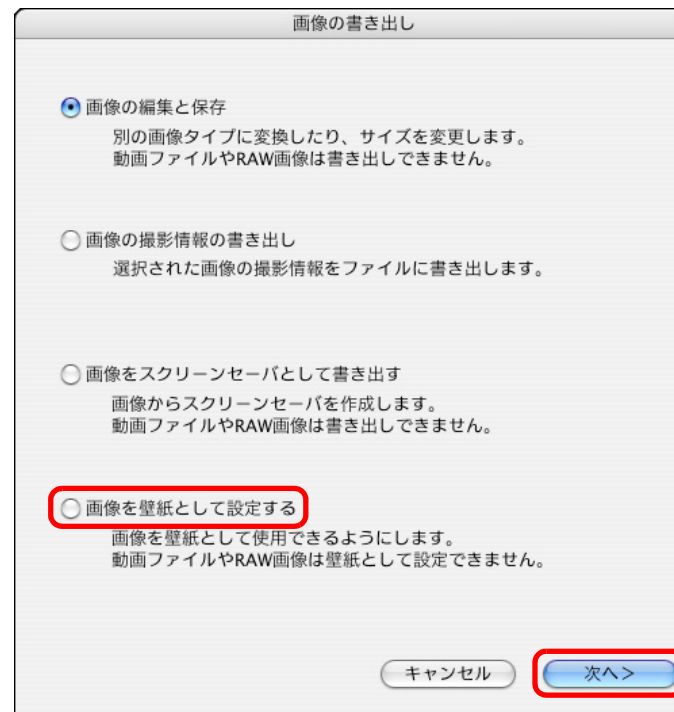 画像の書き出し
画像の編集と保存
別の画像タイプに変換したり、サイズを変更します。
動画ファイルやRAW画像は書き出しできません。
画像の撮影情報の書き出し
選択された画像の撮影情報をファイルに書き出します。
画像をスクリーンセーバとして書き出す
画像からスクリーンセーバを作成します。
動画ファイルやRAW画像は書き出しできません。
画像を壁紙として設定する
画像を壁紙として使用できるようにします。
動画ファイルやRAW画像は壁紙として設定できません。
キャンセル 次へ>